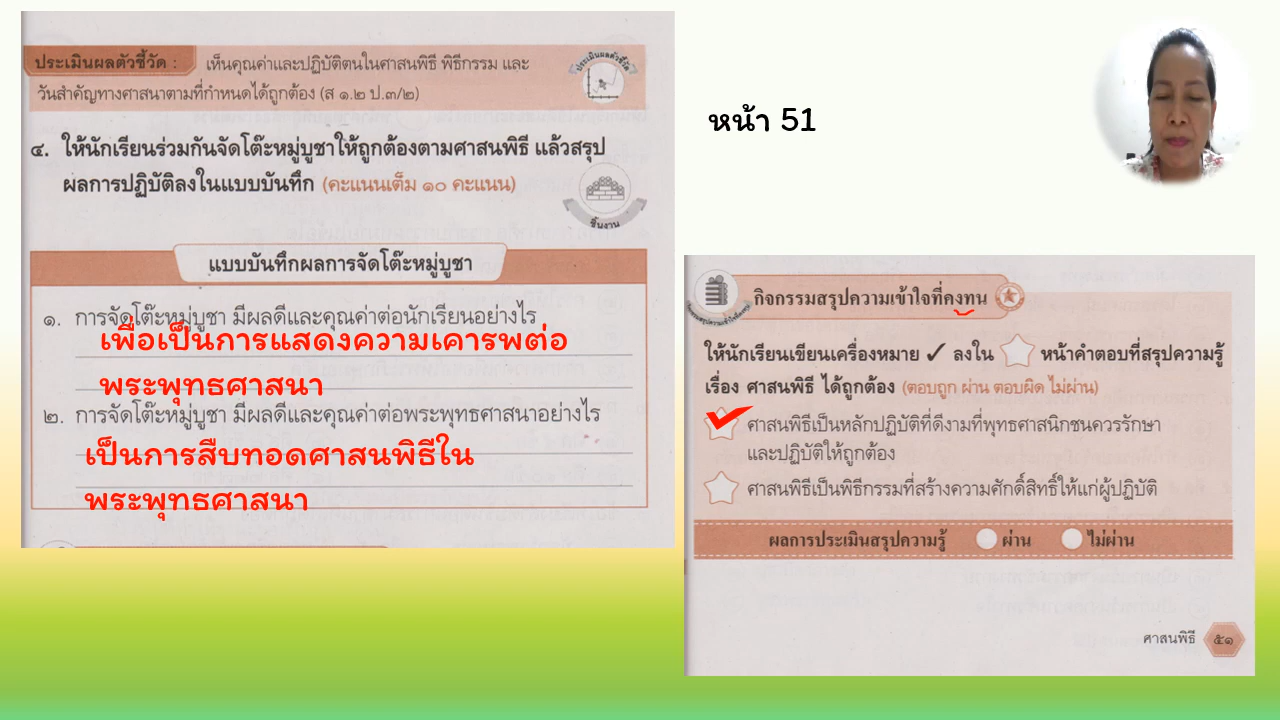 ประเมินผลตัวชี้วัด : เห็นคุณค่าและปฏิบัติตนในศาสนพิธี พิธีกรรม และ
วันสำคัญทางศาสนาตามที่กำหนดได้ถูกต้อง (ส ๑.๒ ป.๓/๒)
ประเมินผลตัวชี้วัด
๔. ให้นักเรียนร่วมกันจัดโต๊ะหมู่บูชาให้ถูกต้องตามศาสนพิธี แล้วสรุป
ผลการปฏิบัติลงในแบบบันทึก (คะแนนเต็ม ๑๐ คะแนน)
ชิ้นงาน
แบบบันทึกผลการจัดโต๊ะหมู่บูชา
๑. การจัดโต๊ะหมู่บูชา มีผลดีและคุณค่าต่อนักเรียนอย่างไร
เพื่อเป็นการแสดงความเคารพต่อ
พระพุทธศาสนา
๒. การจัดโต๊ะหมู่บูชา มีผลดีและคุณค่าต่อพระพุทธศาสนาอย่างไร
เป็นการสืบทอดศาสนพิธีใน
พระพุทธศาสนา
หน้า 51
กิจกรรมสรุปความเข้าใจที่คงทน
ให้นักเรียนเขียนเครื่องหมาย ✓ ลงใน หน้าคำตอบที่สรุปความรู้
เรื่อง ศาสนพิธี ได้ถูกต้อง (ตอบถูก ผ่าน ตอบผิด ไม่ผ่าน)
ศาสนพิธีเป็นหลักปฏิบัติที่ดีงามที่พุทธศาสนิกชนควรรักษา
และปฏิบัติให้ถูกต้อง
ศาสนพิธีเป็นพิธีกรรมที่สร้างความศักดิ์สิทธิ์ให้แก่ผู้ปฏิบัติ
ผลการประเมินสรุปความรู้ ผ่าน ไม่ผ่าน
ศาสนพิธี ๕๑